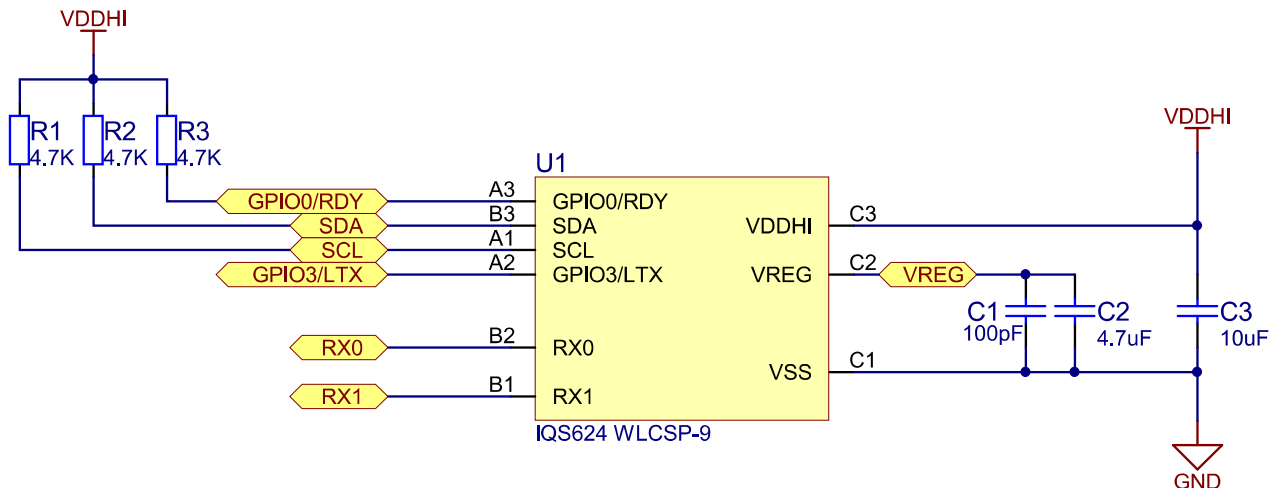 VDDHI
R1
4.7K
R2
4.7K
R3
4.7K
GPIO0/RDY
SDA
SCL
GPIO3/LTX
RX0
RX1
A3
B3
A1
A2
B2
B1
U1
GPIO0/RDY
SDA
SCL
GPIO3/LTX
RX0
RX1
VDDHI
VREG
VSS
IQS624 WLCSP-9
C3
C2
C1
VREG
C1
100pF
C2
4.7uF
VDDHI
C3
10uF
GND